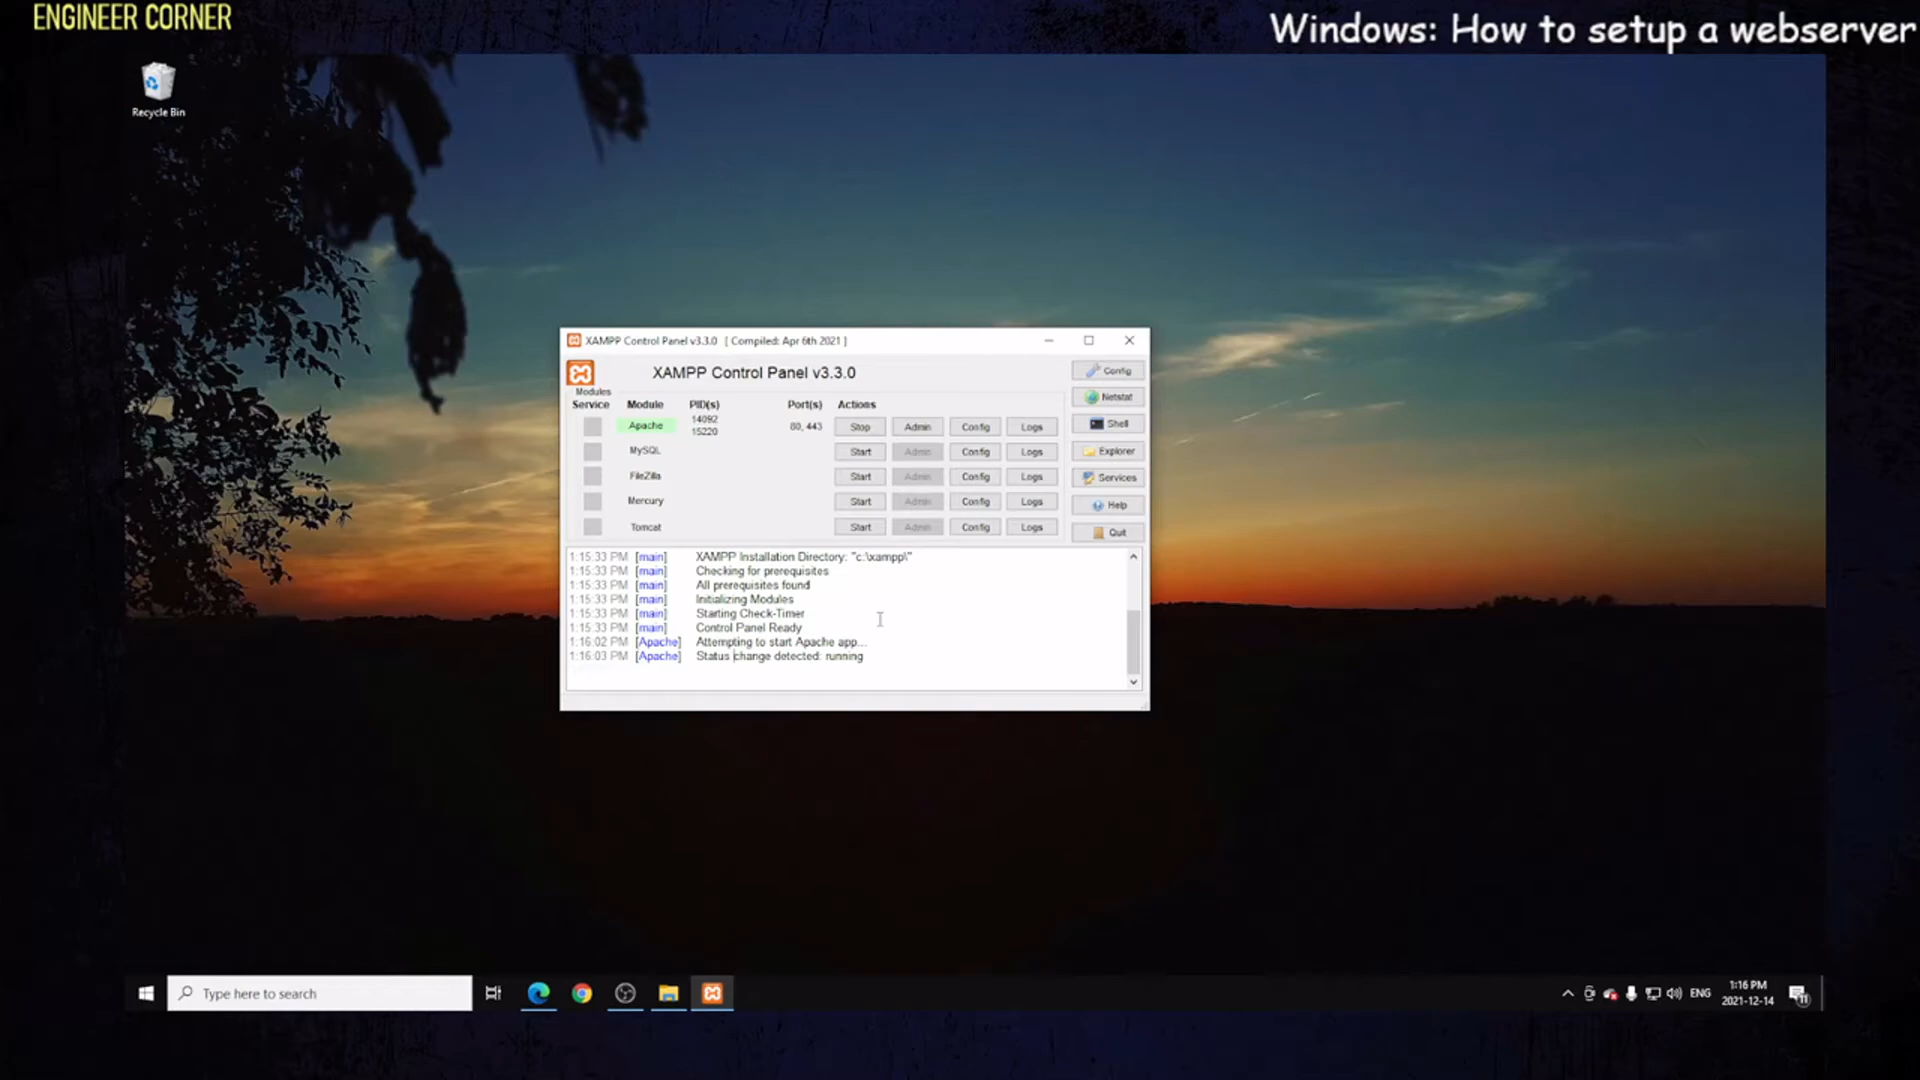 ENGINEER CORNER
Windows: How to setup a webserver
Recycle Bin
XAMPP Control Panel v3.3.0 [ Compiled: Apr 6th 2021 ]
XAMPP Control Panel v3.3.0
Config
Modules
Service Module PID(s) Port(s) Actions
Netstat
Apache 14092 15220 80, 443 Stop Admin Config Logs
Shell
MySQL Start Admin Config Logs
Explorer
FileZilla Start Admin Config Logs
Services
Mercury Start Admin Config Logs
Help
Tomcat Start Admin Config Logs
Quit
1:15:33 PM [main] XAMPP Installation Directory: "c:\xampp\"
1:15:33 PM [main] Checking for prerequisites
1:15:33 PM [main] All prerequisites found
1:15:33 PM [main] Initializing Modules
1:15:33 PM [main] Starting Check-Timer
1:15:33 PM [main] Control Panel Ready
1:16:02 PM [Apache] Attempting to start Apache app...
1:16:03 PM [Apache] Status change detected: running
Type here to search
ENG
1:16 PM
2021-12-14
11